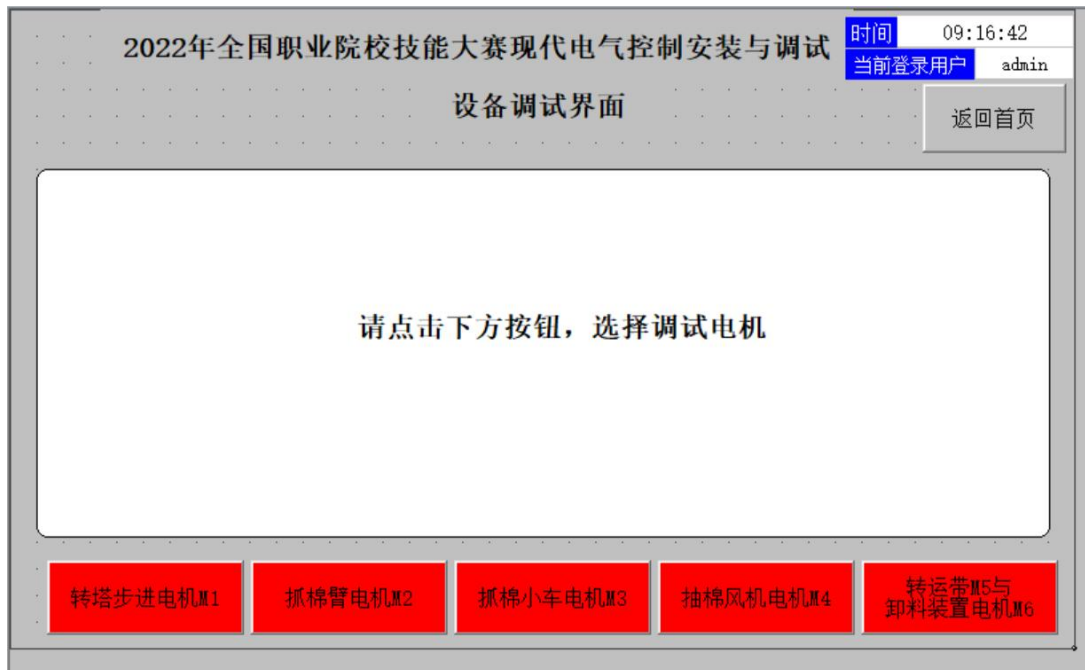 2022年全国职业院校技能大赛现代电气控制安装与调试
时间 09:16:42
当前登录用户 admin
设备调试界面
返回首页
请点击下方按钮，选择调试电机
转塔步进电机M1
抓棉臂电机M2
抓棉小车电机M3
抽棉风机电机M4
转运带M5与
卸料装置电机M6